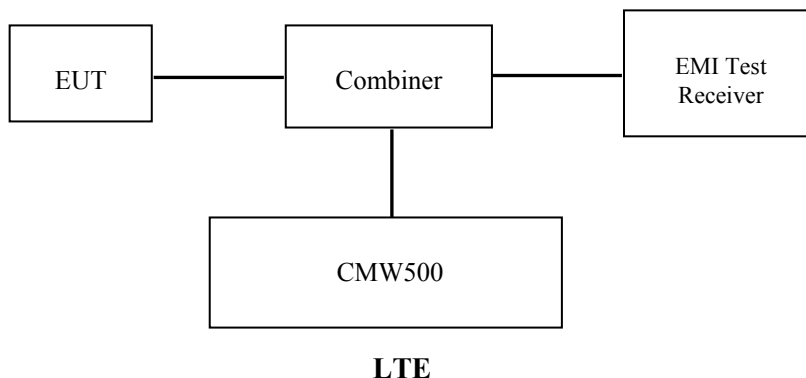 EUT
Combiner
EMI Test
Receiver
CMW500
LTE